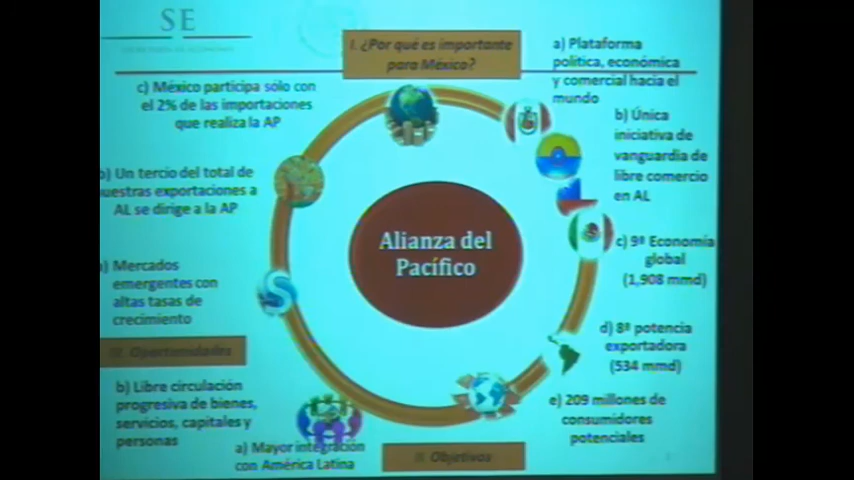 SE
SECRETARÍA DE ECONOMÍA
I. ¿Por qué es importante
para México?
a) Plataforma
política, económica
y comercial hacia el
mundo
b) Única
iniciativa de
vanguardia de
libre comercio
en AL
c) 9ª Economía
global
(1,908 mmd)
d) 8ª potencia
exportadora
(534 mmd)
e) 209 millones de
consumidores
potenciales
Alianza del
Pacífico
II. Objetivos
a) Mayor integración
con América Latina
b) Libre circulación
progresiva de bienes,
servicios, capitales y
personas
III. Oportunidades
) Mercados
emergentes con
altas tasas de
crecimiento
b) Un tercio del total de
uestras exportaciones a
AL se dirige a la AP
c) México participa sólo con
el 2% de las importaciones
que realiza la AP